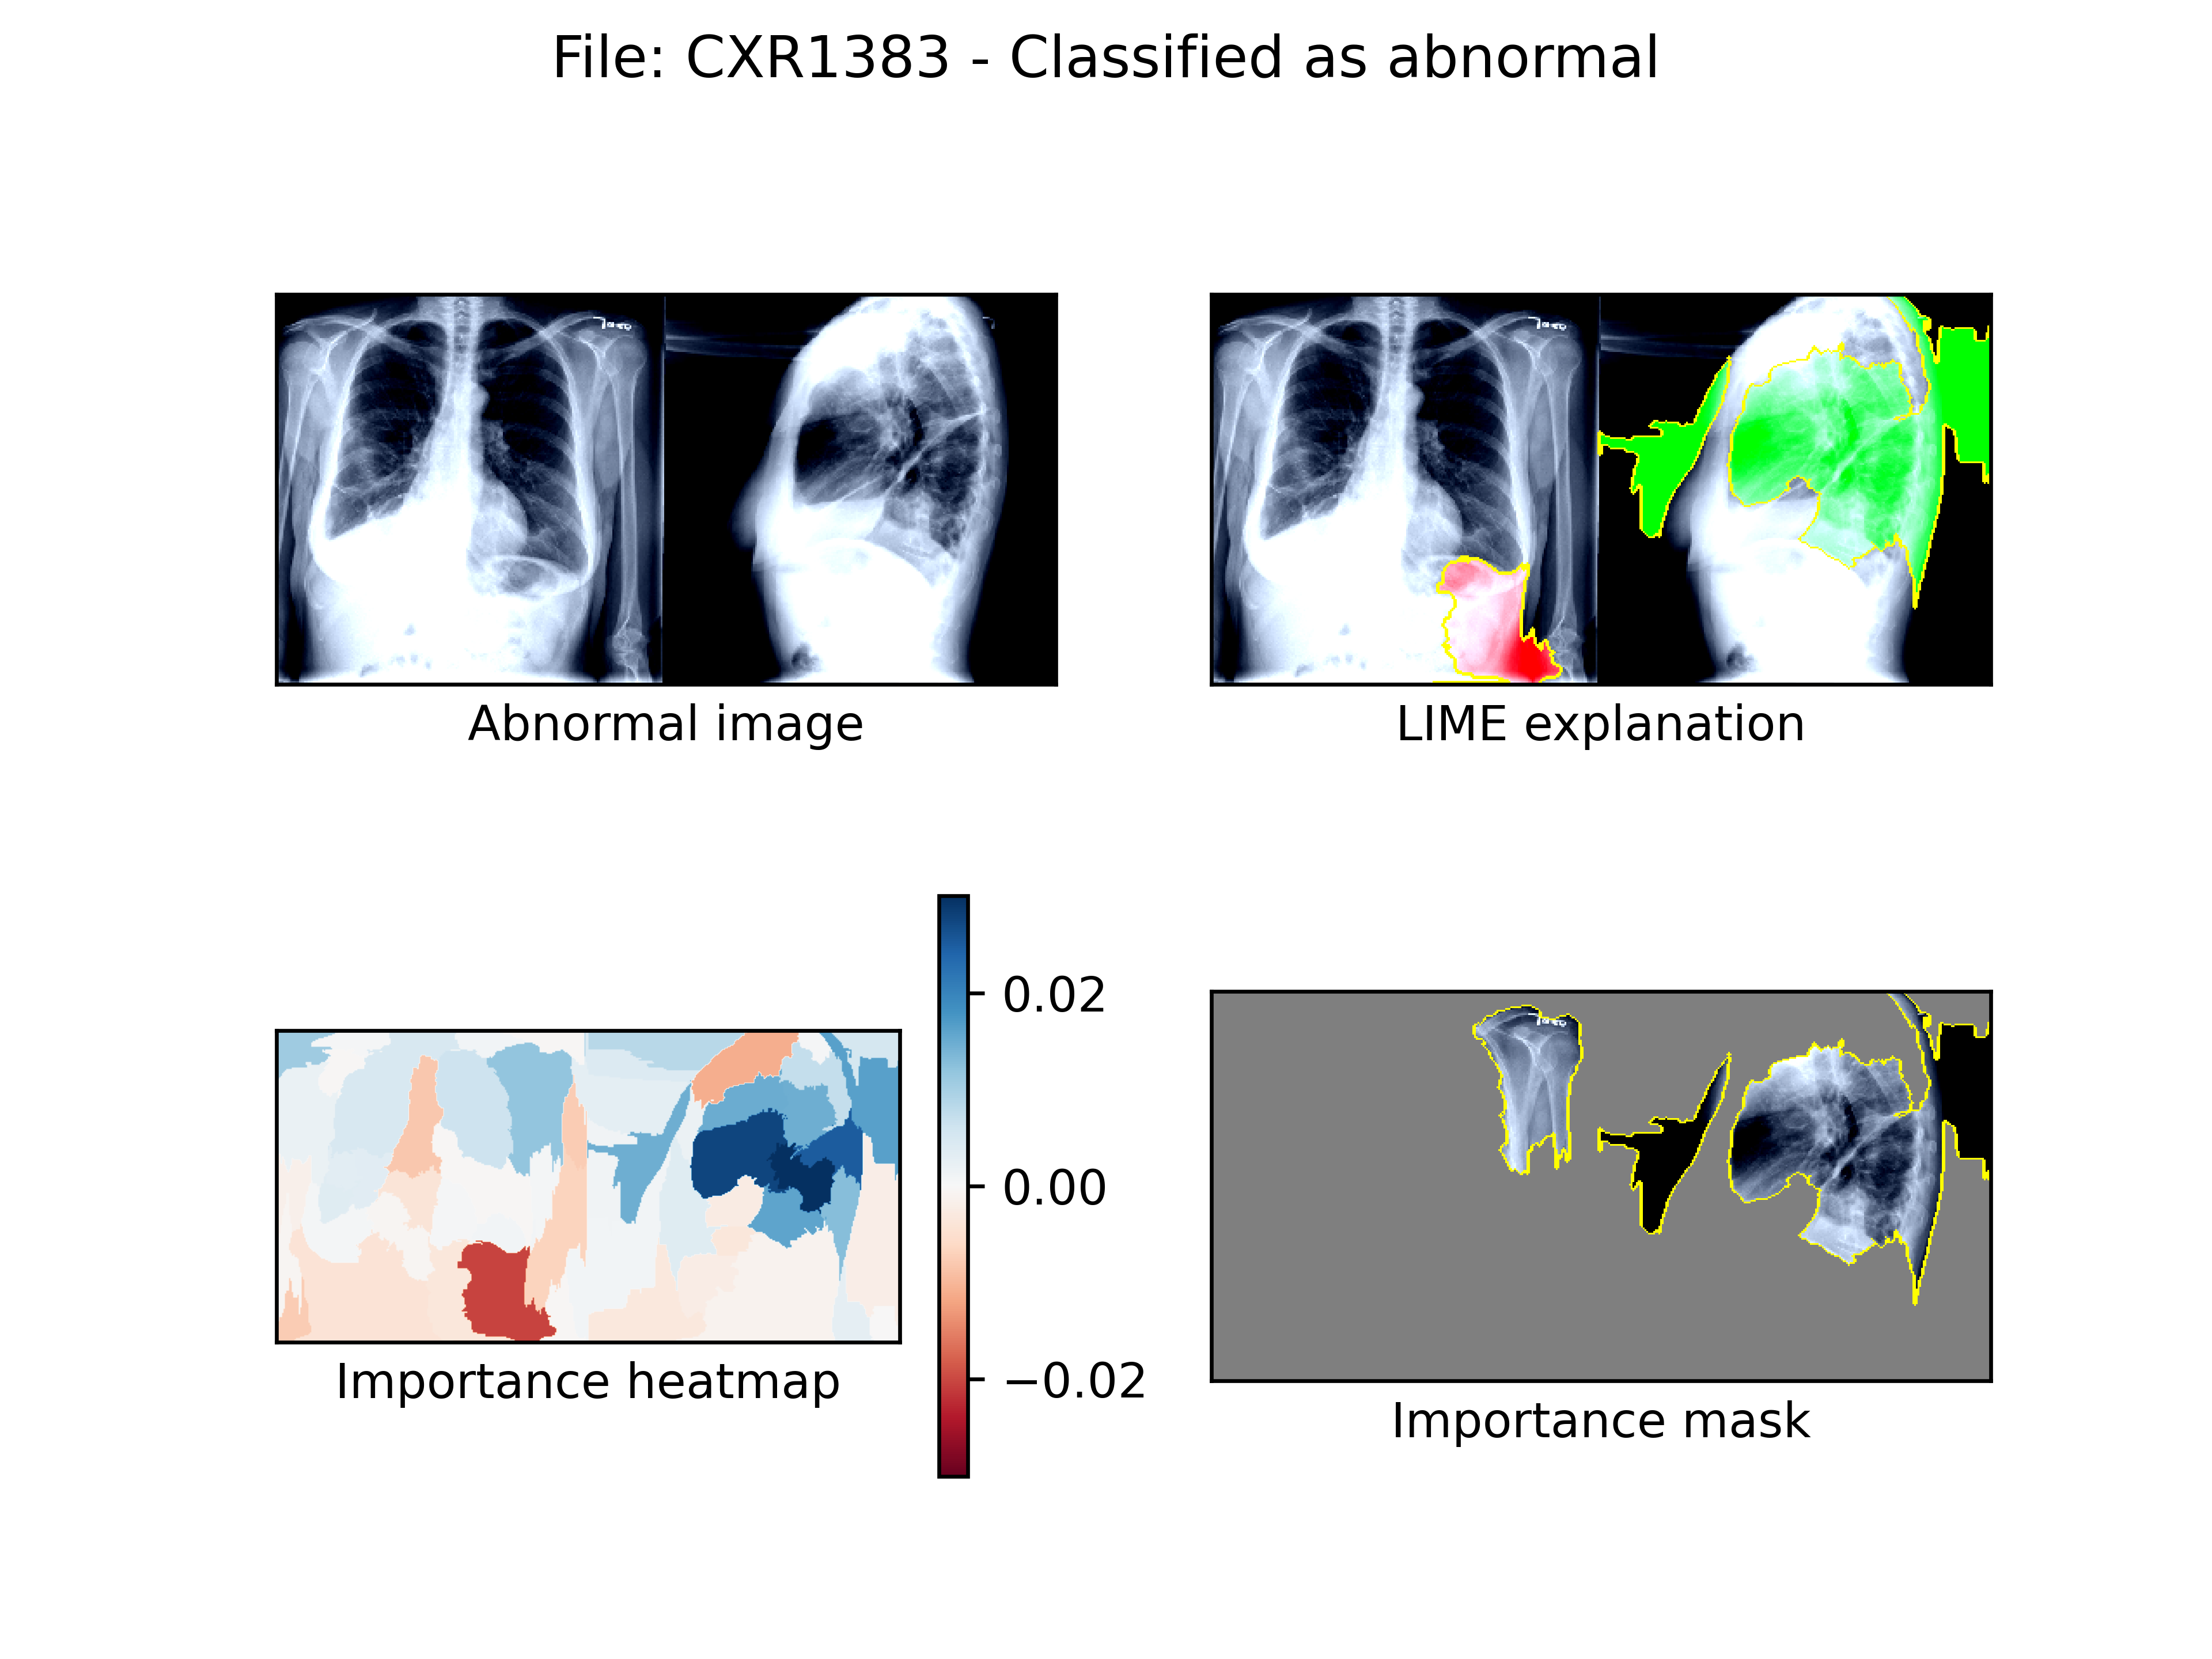 File: CXR1383 - Classified as abnormal
Abnormal image
LIME explanation
0.02
0.00
−0.02
Importance heatmap
Importance mask